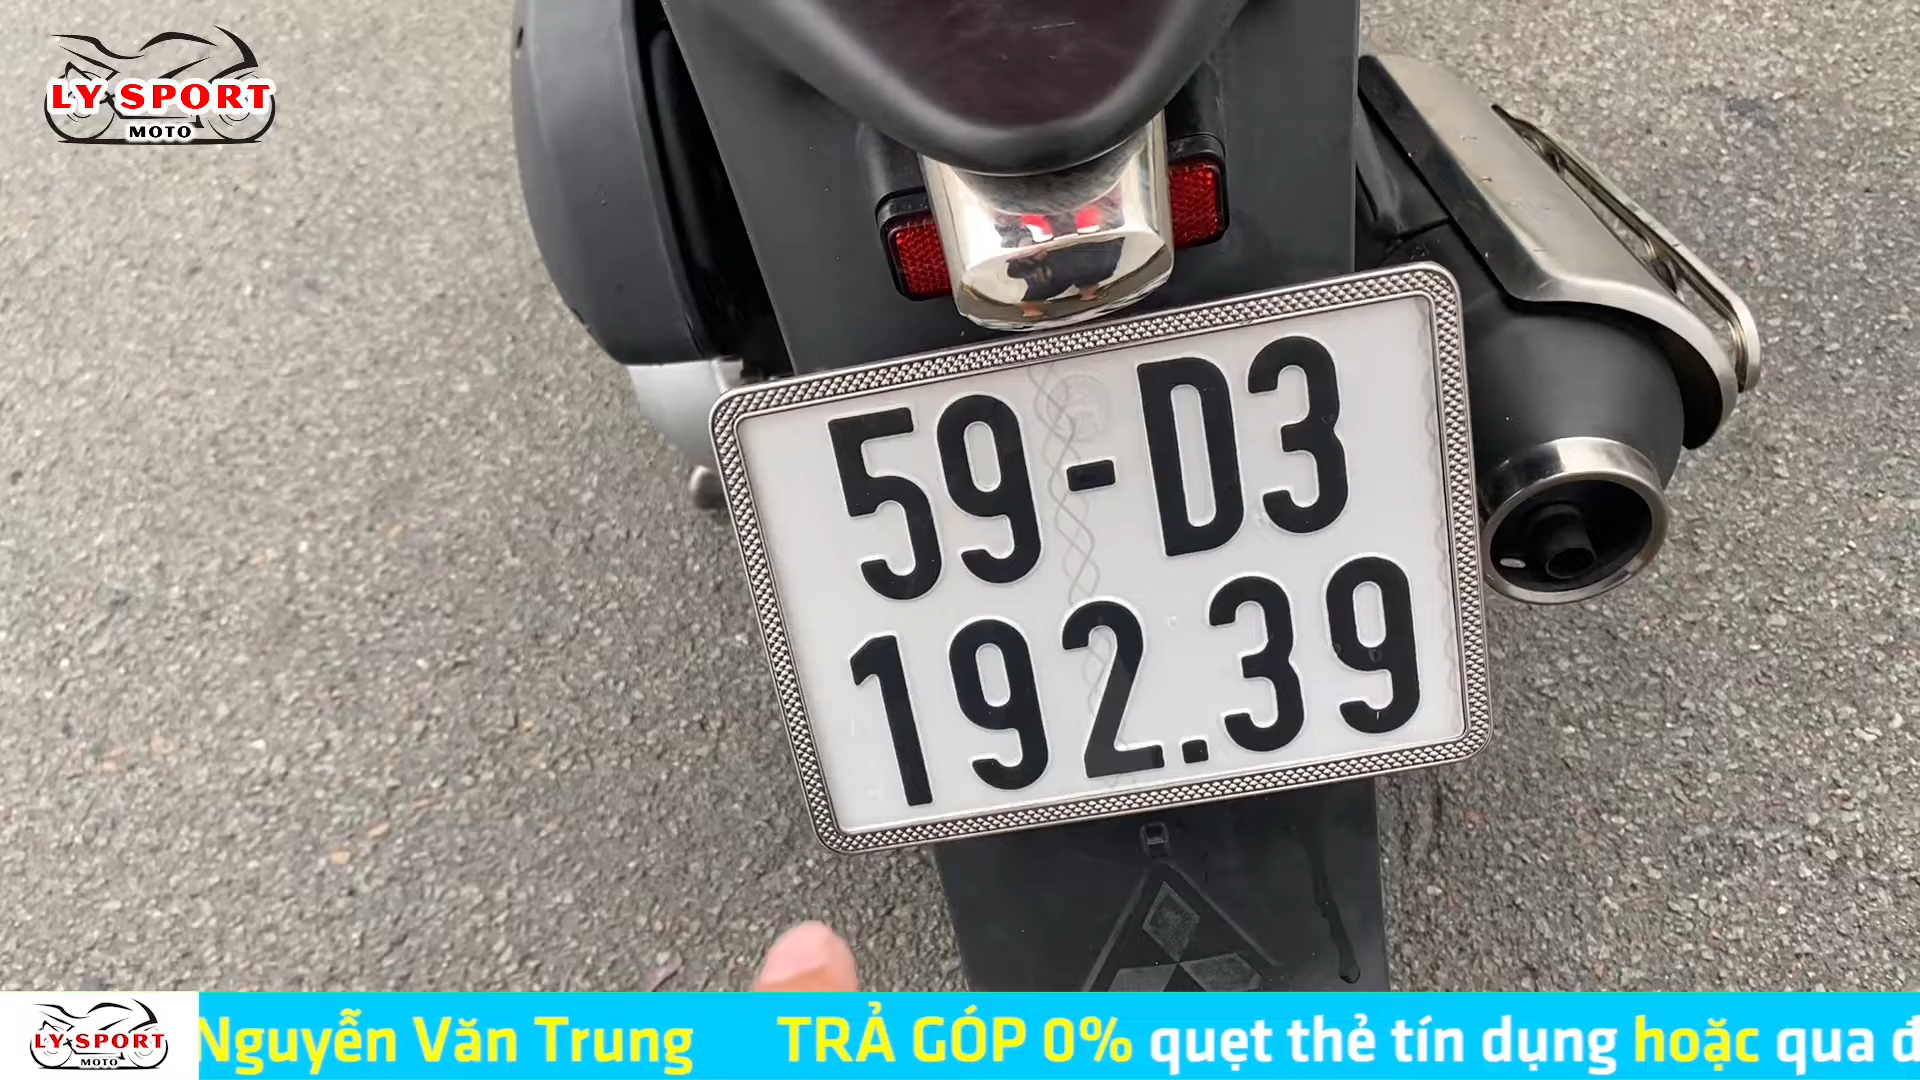 LY SPORT
MOTO
59-D3
192.39
LY SPORT
MOTO
Nguyễn Văn Trung TRẢ GÓP 0% quẹt thẻ tín dụng hoặc qua